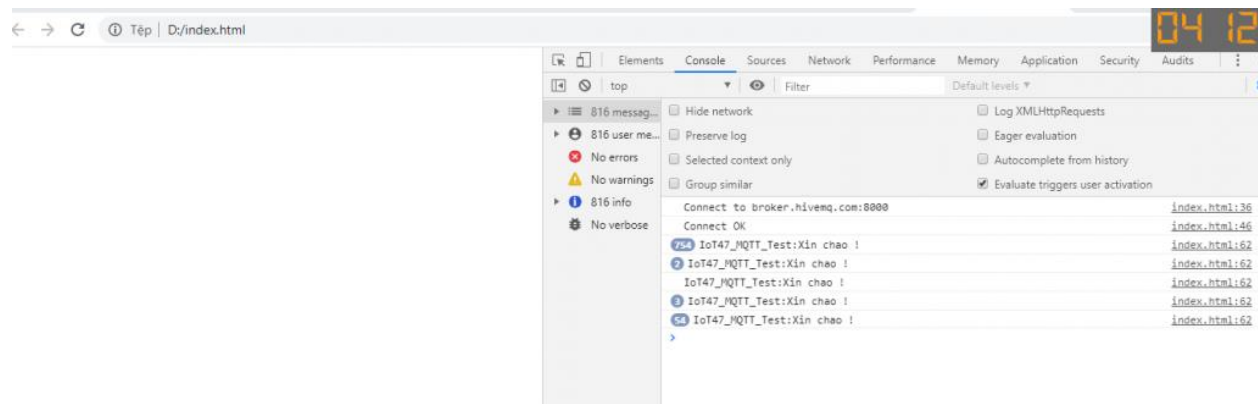 Tệp | D:/index.html
04 12
Elements Console Sources Network Performance Memory Application Security Audits
top Filter Default levels
816 messag... Hide network Log XMLHttpRequests
816 user me... Preserve log Eager evaluation
No errors Selected context only Autocomplete from history
No warnings Group similar Evaluate triggers user activation
816 info Connect to broker.hivemq.com:8000 index.html:36
No verbose Connect OK index.html:46
754 IoT47_MQTT_Test:Xin chao ! index.html:62
2 IoT47_MQTT_Test:Xin chao ! index.html:62
IoT47_MQTT_Test:Xin chao ! index.html:62
3 IoT47_MQTT_Test:Xin chao ! index.html:62
54 IoT47_MQTT_Test:Xin chao ! index.html:62